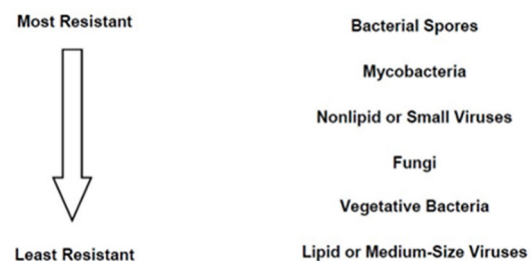 Most Resistant
Bacterial Spores
Mycobacteria
Nonlipid or Small Viruses
Fungi
Vegetative Bacteria
Least Resistant
Lipid or Medium-Size Viruses